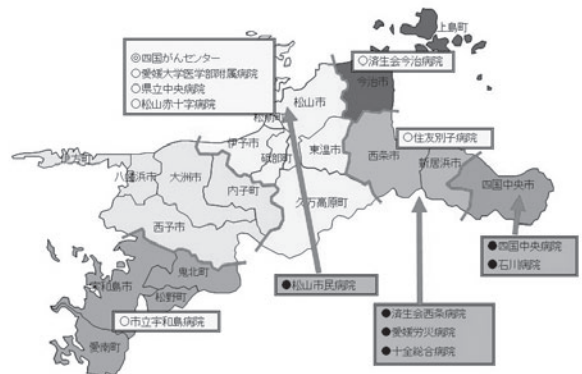 上島町
◎四国がんセンター
○愛媛大学医学部附属病院
○県立中央病院
○松山赤十字病院
○済生会今治病院
今治市
松山市
松前町
○住友別子病院
伊予市
砥部町
東温市
西条市
新居浜市
四国中央市
伊方町
八幡浜市
大洲市
内子町
久万高原町
西予市
●四国中央病院
●石川病院
●松山市民病院
鬼北町
宇和島市
松野町
○市立宇和島病院
●済生会西条病院
●愛媛労災病院
●十全総合病院
愛南町